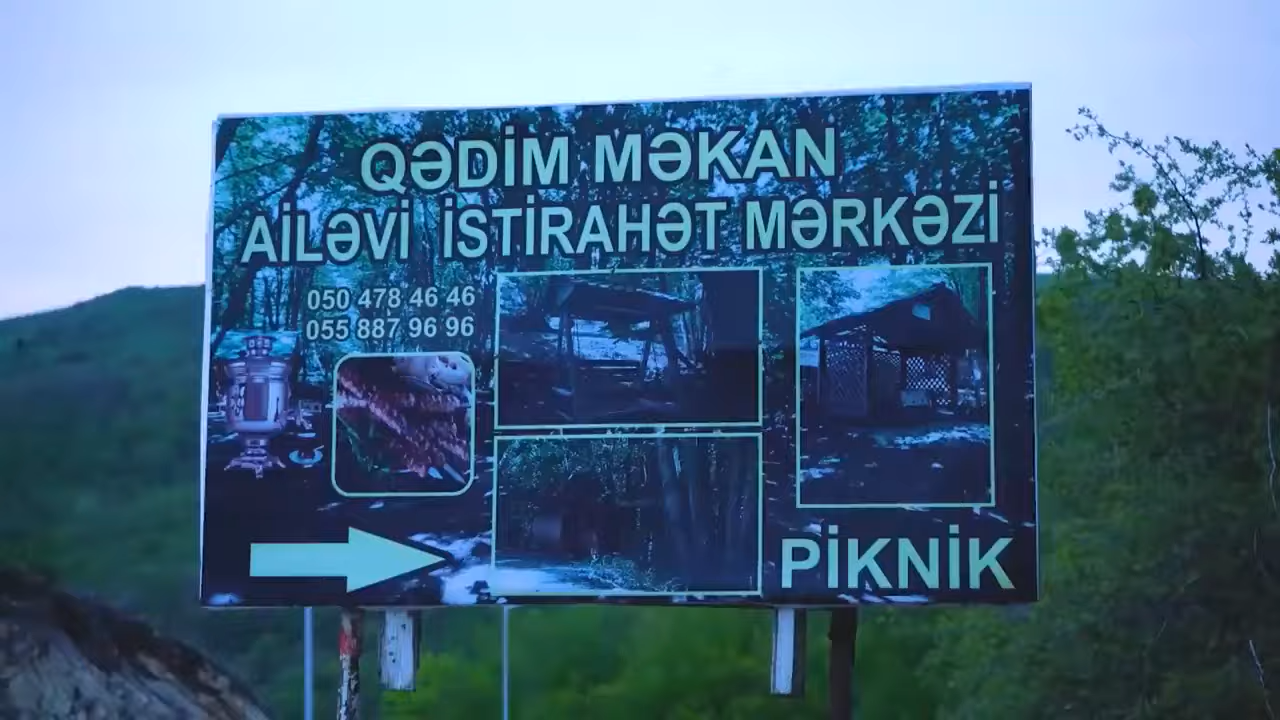 QƏDİM MƏKAN
AİLƏVİ İSTİRAHƏT MƏRKƏZİ
050 478 46 46
055 887 96 96
PİKNİK